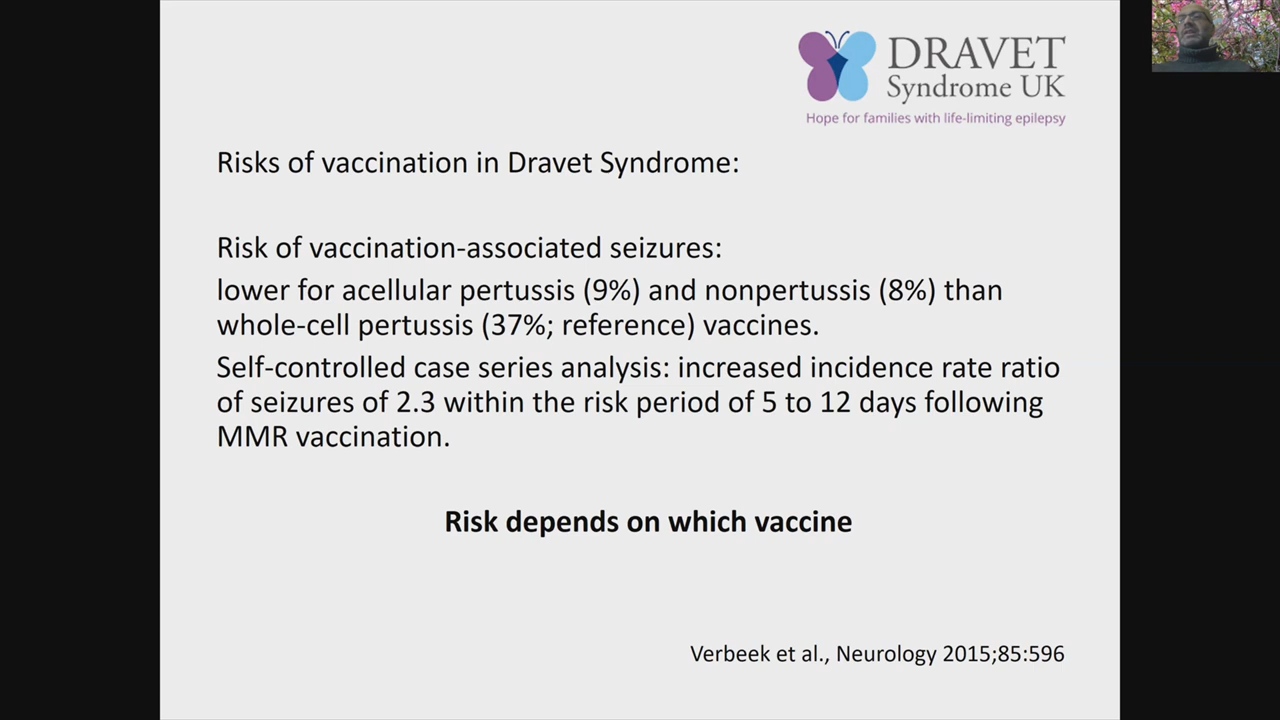 DRAVET
Syndrome UK
Hope for families with life-limiting epilepsy
Risks of vaccination in Dravet Syndrome:
Risk of vaccination-associated seizures:
lower for acellular pertussis (9%) and nonpertussis (8%) than
whole-cell pertussis (37%; reference) vaccines.
Self-controlled case series analysis: increased incidence rate ratio
of seizures of 2.3 within the risk period of 5 to 12 days following
MMR vaccination.
Risk depends on which vaccine
Verbeek et al., Neurology 2015;85:596